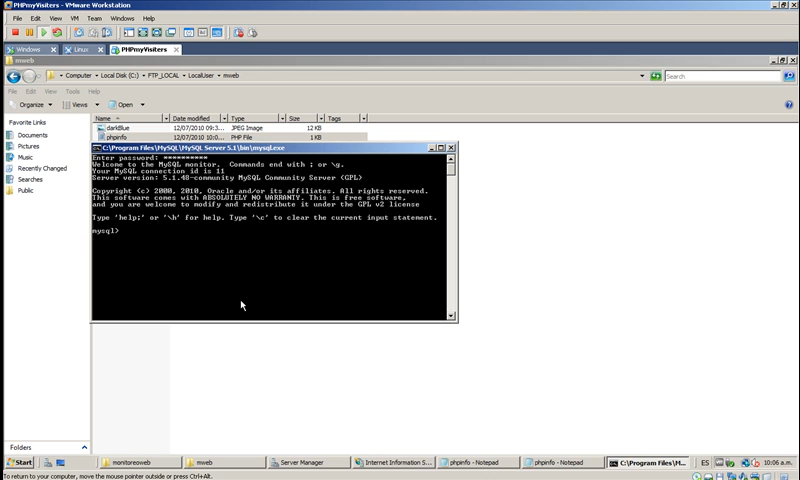 PHPmyVisiters - VMware Workstation
File Edit View VM Team Windows Help
Windows Linux PHPmyVisiters
mweb
Computer Local Disk (C:) FTP_LOCAL LocalUser mweb
Search
File Edit View Tools Help
Organize Views Open
Favorite Links
Documents
Pictures
Music
Recently Changed
Searches
Public
Name Date modified Type Size Tags
darkBlue 12/07/2010 09:3... JPEG Image 12 KB
phpinfo 12/07/2010 10:0... PHP File 1 KB
C:\Program Files\MySQL\MySQL Server 5.1\bin\mysql.exe
Enter password: **********
Welcome to the MySQL monitor. Commands end with ; or \g.
Your MySQL connection id is 11
Server version: 5.1.48-community MySQL Community Server (GPL)
Copyright (c) 2000, 2010, Oracle and/or its affiliates. All rights reserved.
This software comes with ABSOLUTELY NO WARRANTY. This is free software,
and you are welcome to modify and redistribute it under the GPL v2 license
Type 'help;' or '\h' for help. Type '\c' to clear the current input statement.
mysql>
Folders
Start monitoreoweb mweb Server Manager Internet Information S... phpinfo - Notepad phpinfo - Notepad C:\Program Files\M... ES 10:06 a.m.
To return to your computer, move the mouse pointer outside or press Ctrl+Alt.